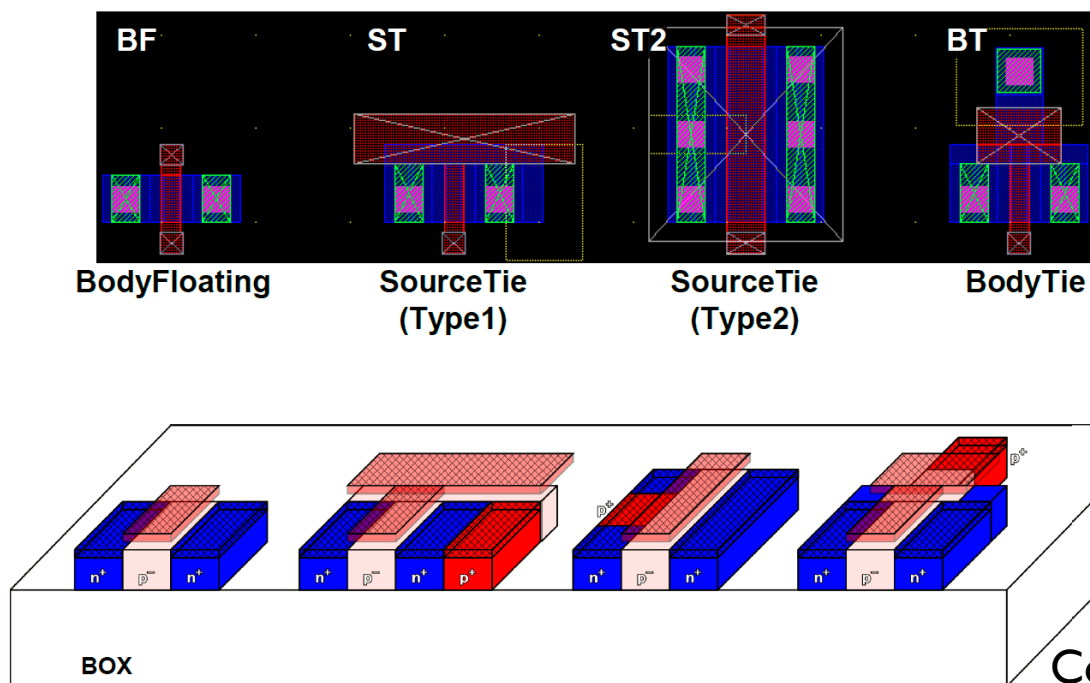 BF
ST
ST2
BT
BodyFloating
SourceTie
(Type1)
SourceTie
(Type2)
BodyTie
p⁺
p⁺
n⁺
p⁻
n⁺
n⁺
p⁻
n⁺
p⁺
n⁺
p⁻
n⁺
n⁺
p⁻
n⁺
BOX